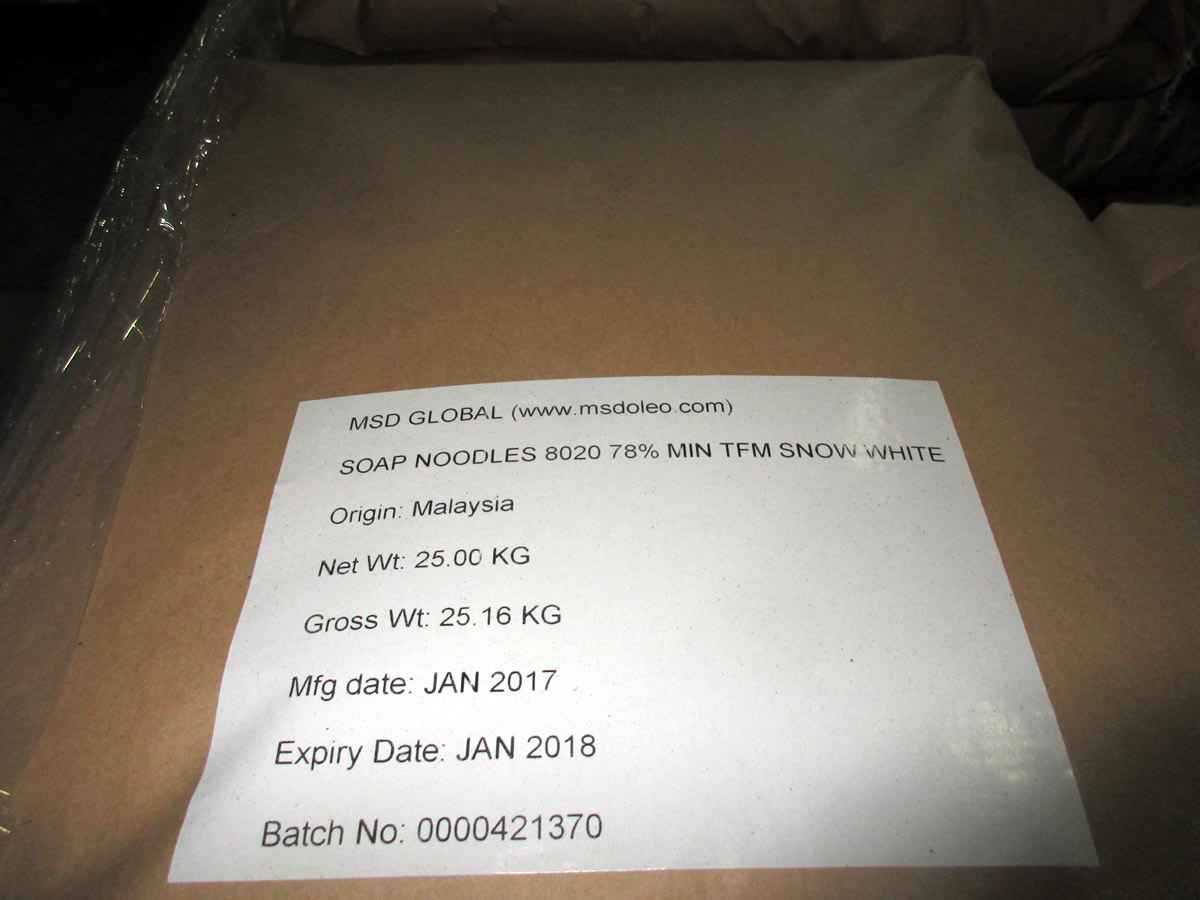 MSD GLOBAL (www.msdoleo.com)
SOAP NOODLES 8020 78% MIN TFM SNOW WHITE
Origin: Malaysia
Net Wt: 25.00 KG
Gross Wt: 25.16 KG
Mfg date: JAN 2017
Expiry Date: JAN 2018
Batch No: 0000421370